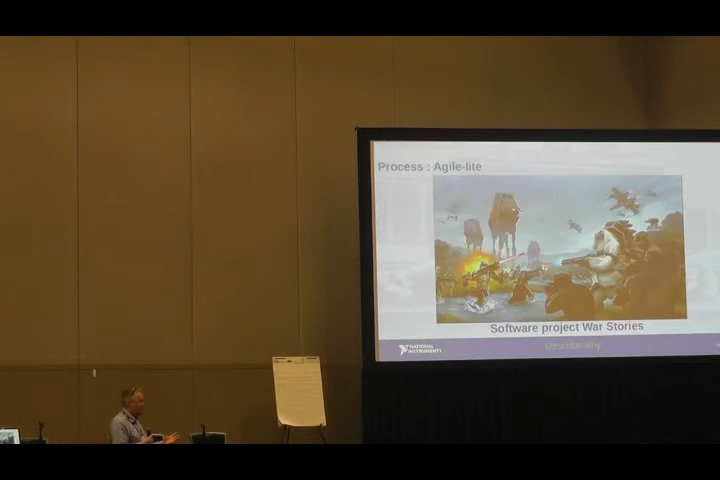 Process : Agile-lite
Software project War Stories
NATIONAL
INSTRUMENTS
Describe Why